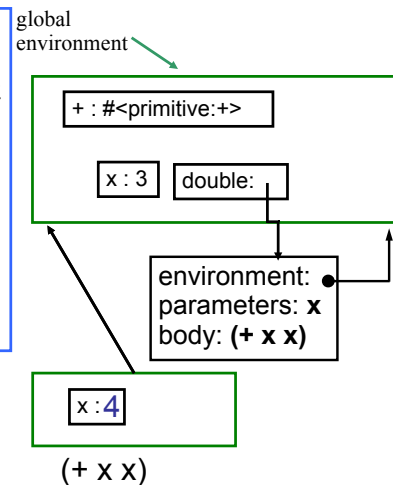 global
environment
+ : #<primitive:+>
x : 3
double:
environment:
parameters: x
body: (+ x x)
x : 4
(+ x x)